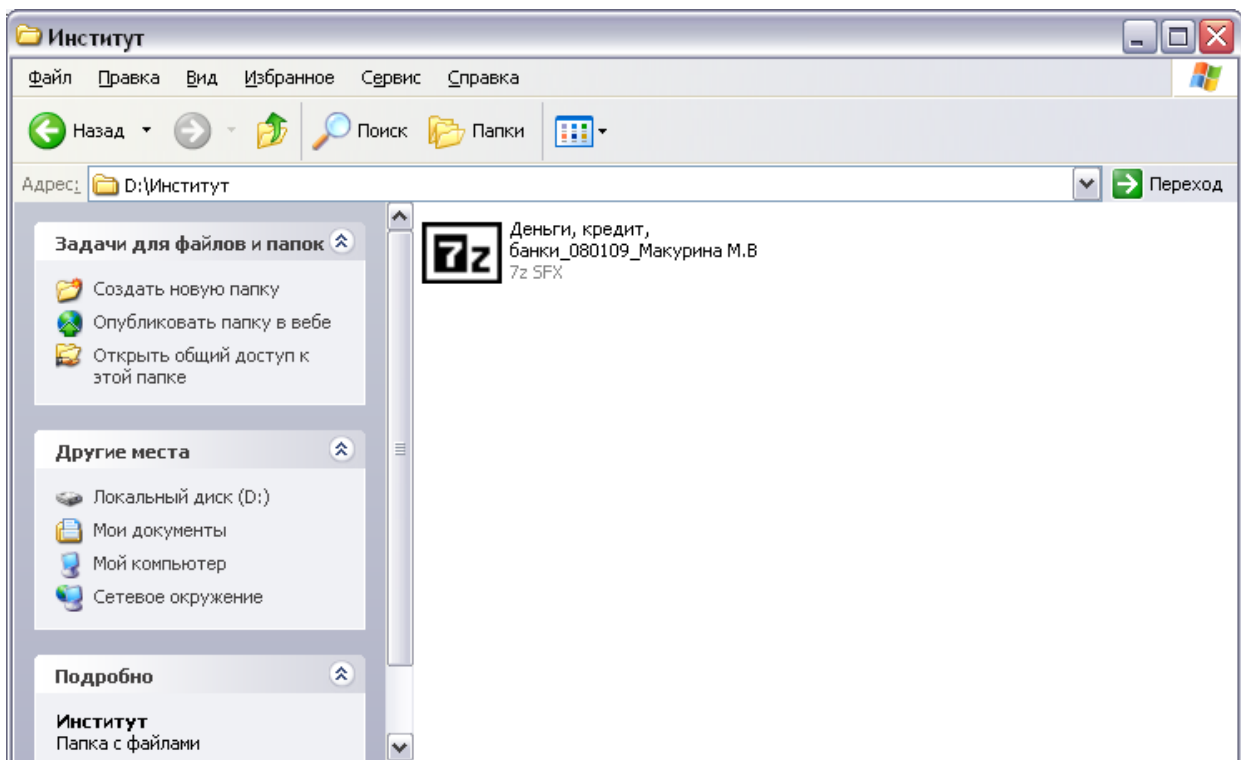 Институт
Файл Правка Вид Избранное Сервис Справка
Назад Поиск Папки
Адрес: D:\Институт Переход
Задачи для файлов и папок
Создать новую папку
Опубликовать папку в вебе
Открыть общий доступ к
этой папке
Другие места
Локальный диск (D:)
Мои документы
Мой компьютер
Сетевое окружение
Подробно
Институт
Папка с файлами
7z
Деньги, кредит,
банки_080109_Макурина М.В
7z SFX